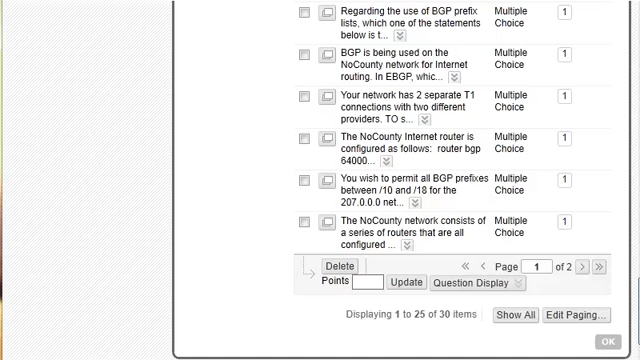 Regarding the use of BGP prefix Multiple 1
lists, which one of the statements Choice
below is t...
BGP is being used on the Multiple 1
NoCounty network for Internet Choice
routing. In EBGP, whic...
Your network has 2 separate T1 Multiple 1
connections with two different Choice
providers. TO s...
The NoCounty Internet router is Multiple 1
configured as follows: router bgp Choice
64000...
You wish to permit all BGP prefixes Multiple 1
between /10 and /18 for the Choice
207.0.0.0 net...
The NoCounty network consists of Multiple 1
a series of routers that are all Choice
configured ...
Delete Page 1 of 2
Points Update Question Display
Displaying 1 to 25 of 30 items Show All Edit Paging...
OK